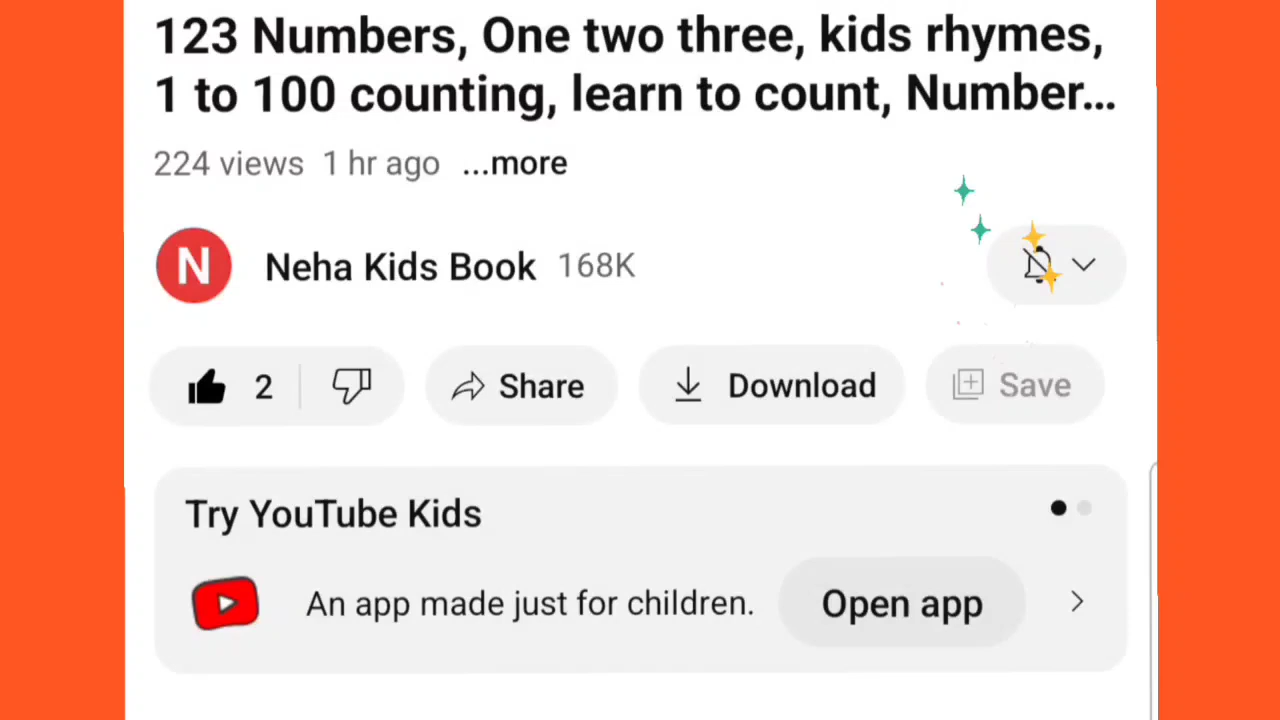 123 Numbers, One two three, kids rhymes,
1 to 100 counting, learn to count, Number...
224 views 1 hr ago ...more
N Neha Kids Book 168K
2 Share Download Save
Try YouTube Kids
An app made just for children. Open app